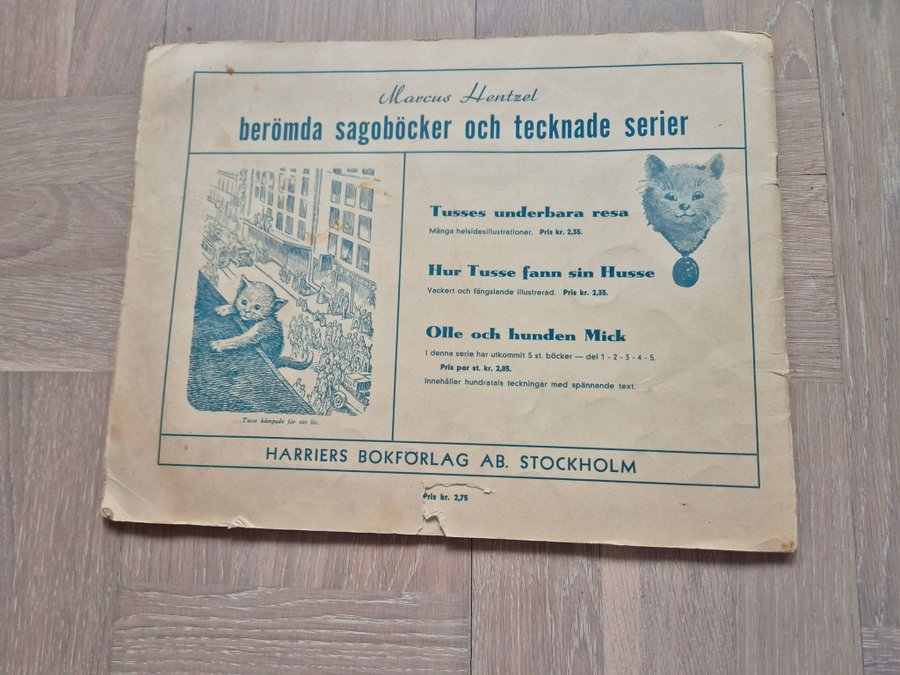 Marcus Hentzel
berömda sagoböcker och tecknade serier
...Tusse kämpade för sitt liv.
Tusses underbara resa
Många helsidesillustrationer. Pris kr. 2,35.
Hur Tusse fann sin Husse
Vackert och fängslande illustrerad. Pris kr. 2,35.
Olle och hunden Mick
I denna serie har utkommit 5 st. böcker — del 1 - 2 - 3 - 4 - 5.
Pris per st. kr. 2,85.
Innehåller hundratals teckningar med spännande text.
HARRIERS BOKFÖRLAG AB. STOCKHOLM
Pris kr. 2,75